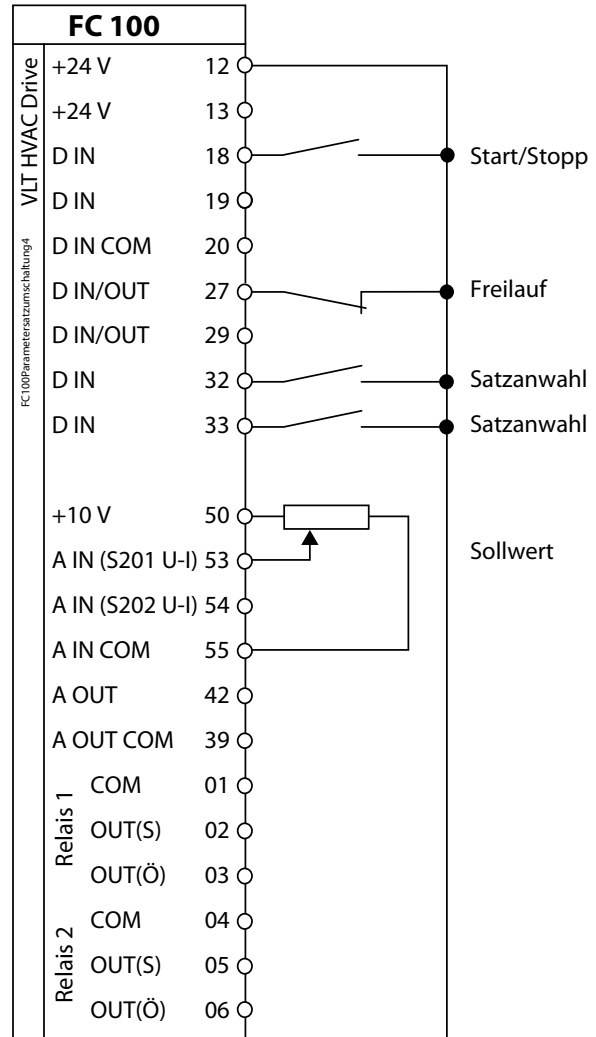 FC 100
VLT HVAC Drive
FC100Parametersatzumschaltung4
+24 V 12
+24 V 13
D IN 18 Start/Stopp
D IN 19
D IN COM 20
D IN/OUT 27 Freilauf
D IN/OUT 29
D IN 32 Satzanwahl
D IN 33 Satzanwahl
+10 V 50
A IN (S201 U-I) 53 Sollwert
A IN (S202 U-I) 54
A IN COM 55
A OUT 42
A OUT COM 39
Relais 1
COM 01
OUT(S) 02
OUT(Ö) 03
Relais 2
COM 04
OUT(S) 05
OUT(Ö) 06